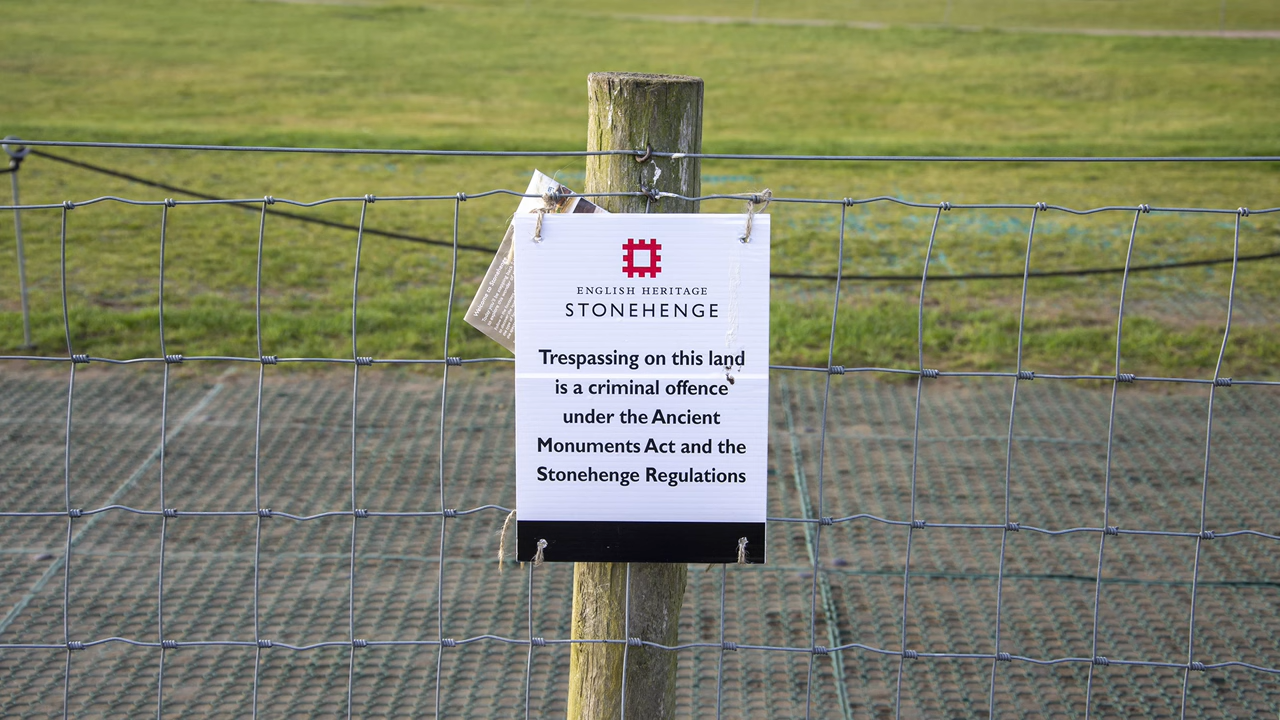 ENGLISH HERITAGE
STONEHENGE
Trespassing on this land
is a criminal offence
under the Ancient
Monuments Act and the
Stonehenge Regulations